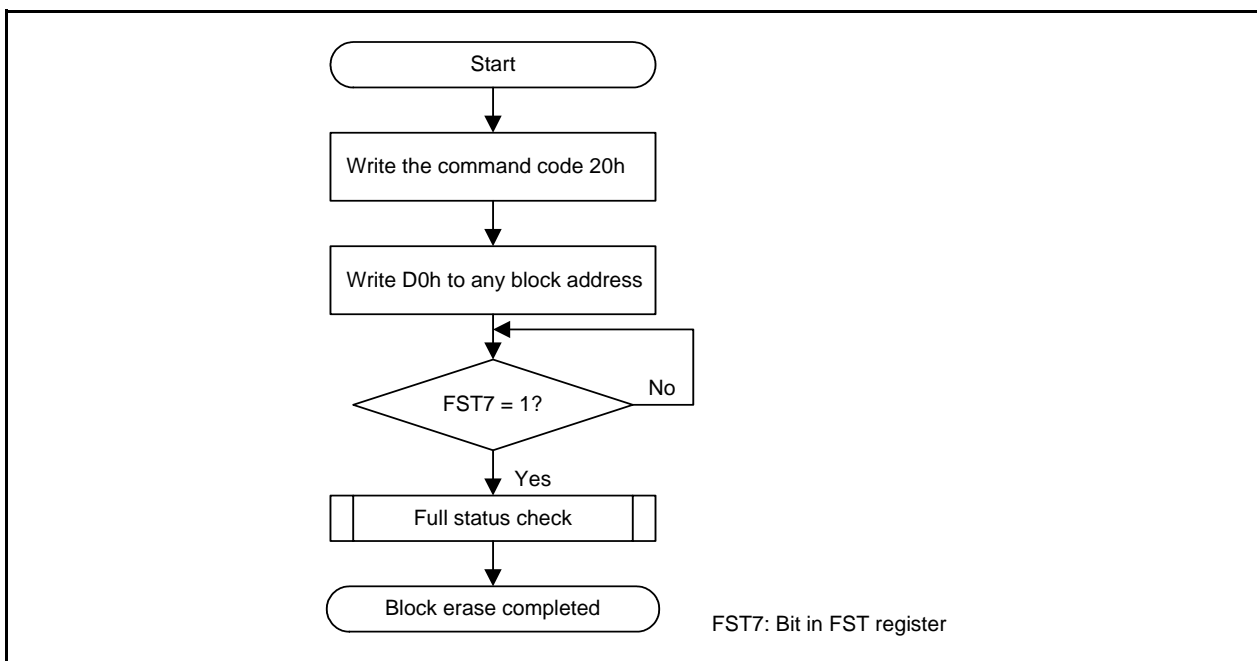 Start
Write the command code 20h
Write D0h to any block address
No
FST7 = 1?
Yes
Full status check
Block erase completed
FST7: Bit in FST register